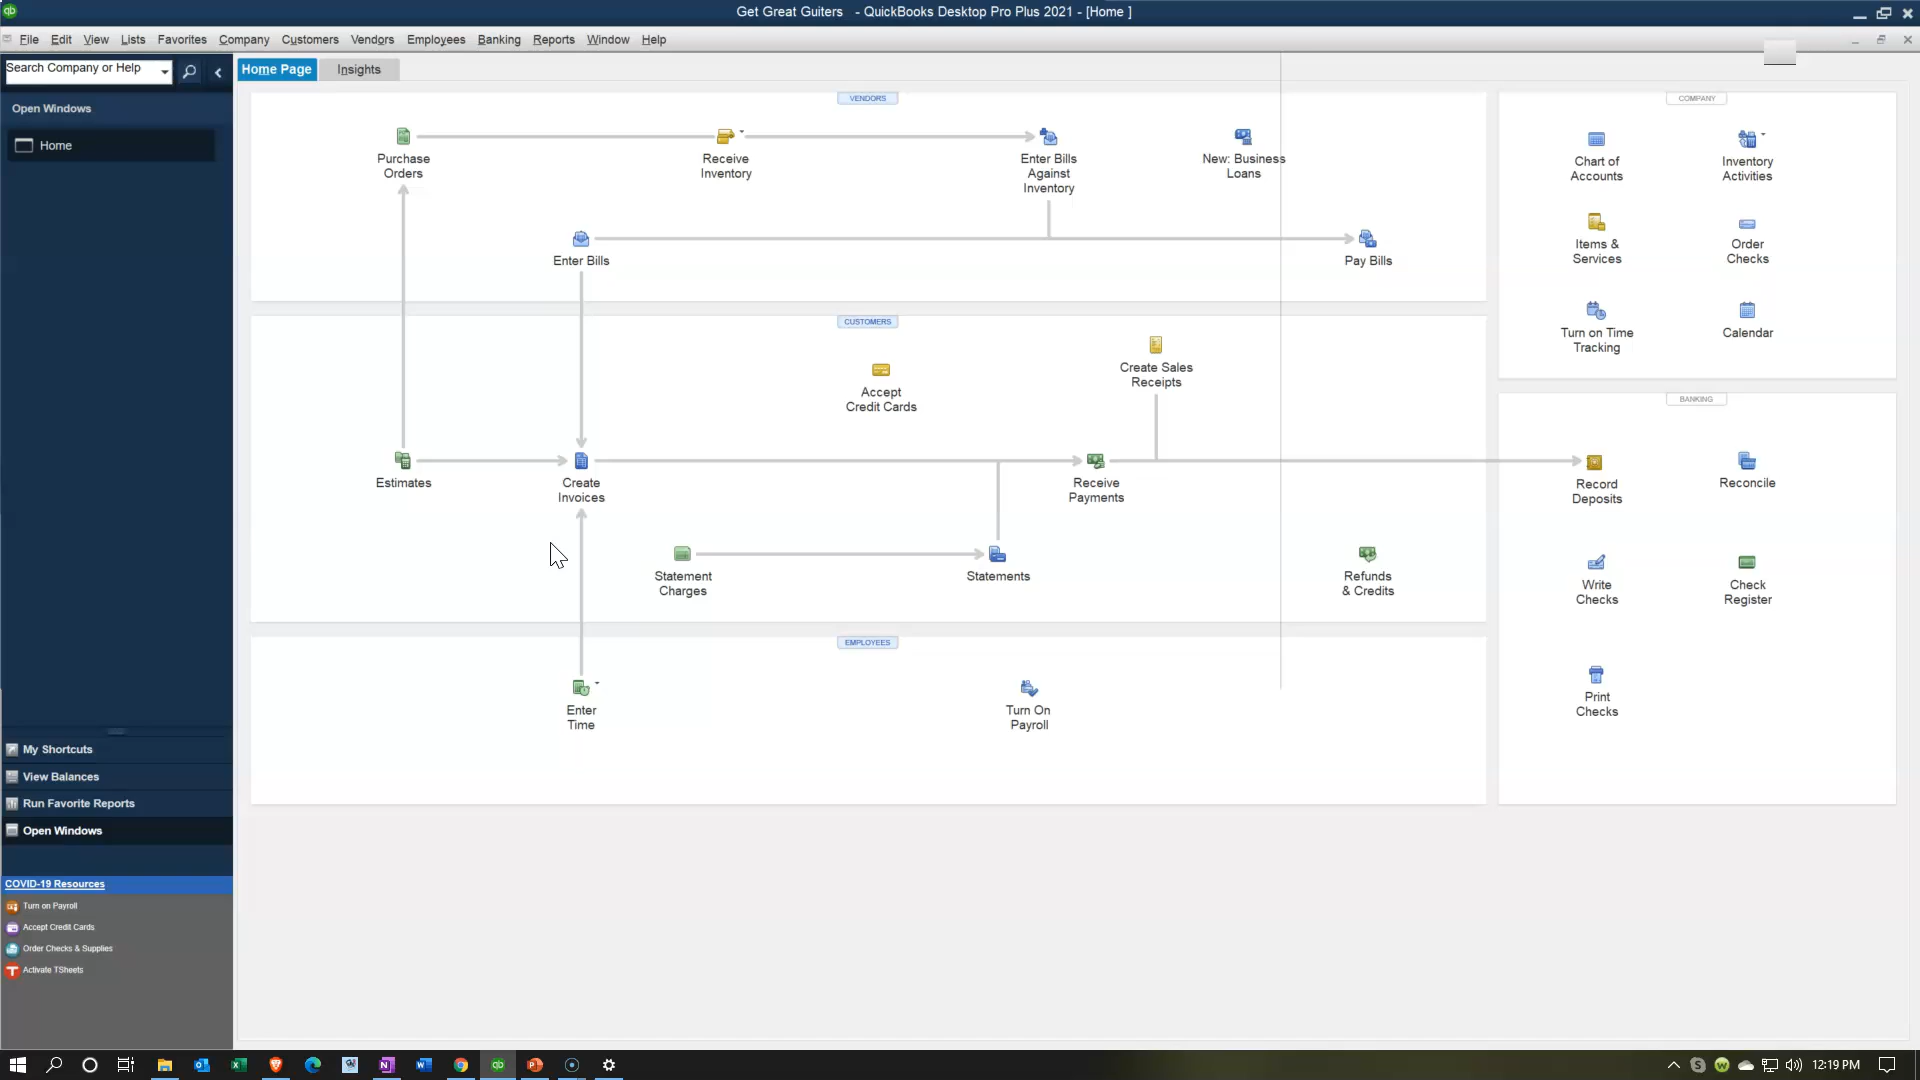 Get Great Guiters - QuickBooks Desktop Pro Plus 2021 - [Home ]
File Edit View Lists Favorites Company Customers Vendors Employees Banking Reports Window Help
Search Company or Help
Home Page
Insights
Open Windows
Home
My Shortcuts
View Balances
Run Favorite Reports
Open Windows
COVID-19 Resources
Turn on Payroll
Accept Credit Cards
Order Checks & Supplies
Activate TSheets
VENDORS
Purchase
Orders
Receive
Inventory
Enter Bills
Against
Inventory
New: Business
Loans
Enter Bills
Pay Bills
CUSTOMERS
Create Sales
Receipts
Accept
Credit Cards
Estimates
Create
Invoices
Receive
Payments
Statement
Charges
Statements
Refunds
& Credits
EMPLOYEES
Enter
Time
Turn On
Payroll
COMPANY
Chart of
Accounts
Inventory
Activities
Items &
Services
Order
Checks
Turn on Time
Tracking
Calendar
BANKING
Record
Deposits
Reconcile
Write
Checks
Check
Register
Print
Checks
12:19 PM